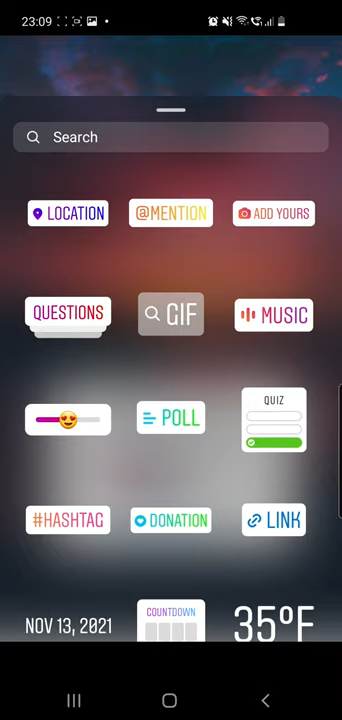 23:09
Search
LOCATION
@MENTION
ADD YOURS
QUESTIONS
GIF
MUSIC
POLL
QUIZ
#HASHTAG
DONATION
LINK
NOV 13, 2021
COUNTDOWN
35°F